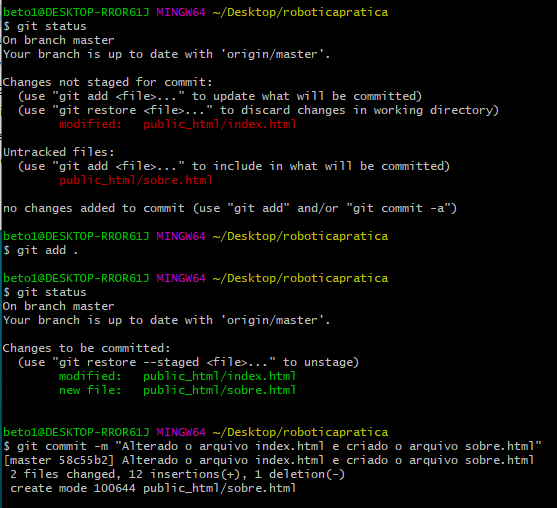 beto1@DESKTOP-RROR61J MINGW64 ~/Desktop/roboticapratica
$ git status
On branch master
Your branch is up to date with 'origin/master'.

Changes not staged for commit:
  (use "git add <file>..." to update what will be committed)
  (use "git restore <file>..." to discard changes in working directory)
        modified:   public_html/index.html

Untracked files:
  (use "git add <file>..." to include in what will be committed)
        public_html/sobre.html

no changes added to commit (use "git add" and/or "git commit -a")

beto1@DESKTOP-RROR61J MINGW64 ~/Desktop/roboticapratica
$ git add .

beto1@DESKTOP-RROR61J MINGW64 ~/Desktop/roboticapratica
$ git status
On branch master
Your branch is up to date with 'origin/master'.

Changes to be committed:
  (use "git restore --staged <file>..." to unstage)
        modified:   public_html/index.html
        new file:   public_html/sobre.html

beto1@DESKTOP-RROR61J MINGW64 ~/Desktop/roboticapratica
$ git commit -m "Alterado o arquivo index.html e criado o arquivo sobre.html"
[master 58c55b2] Alterado o arquivo index.html e criado o arquivo sobre.html
 2 files changed, 12 insertions(+), 1 deletion(-)
 create mode 100644 public_html/sobre.html